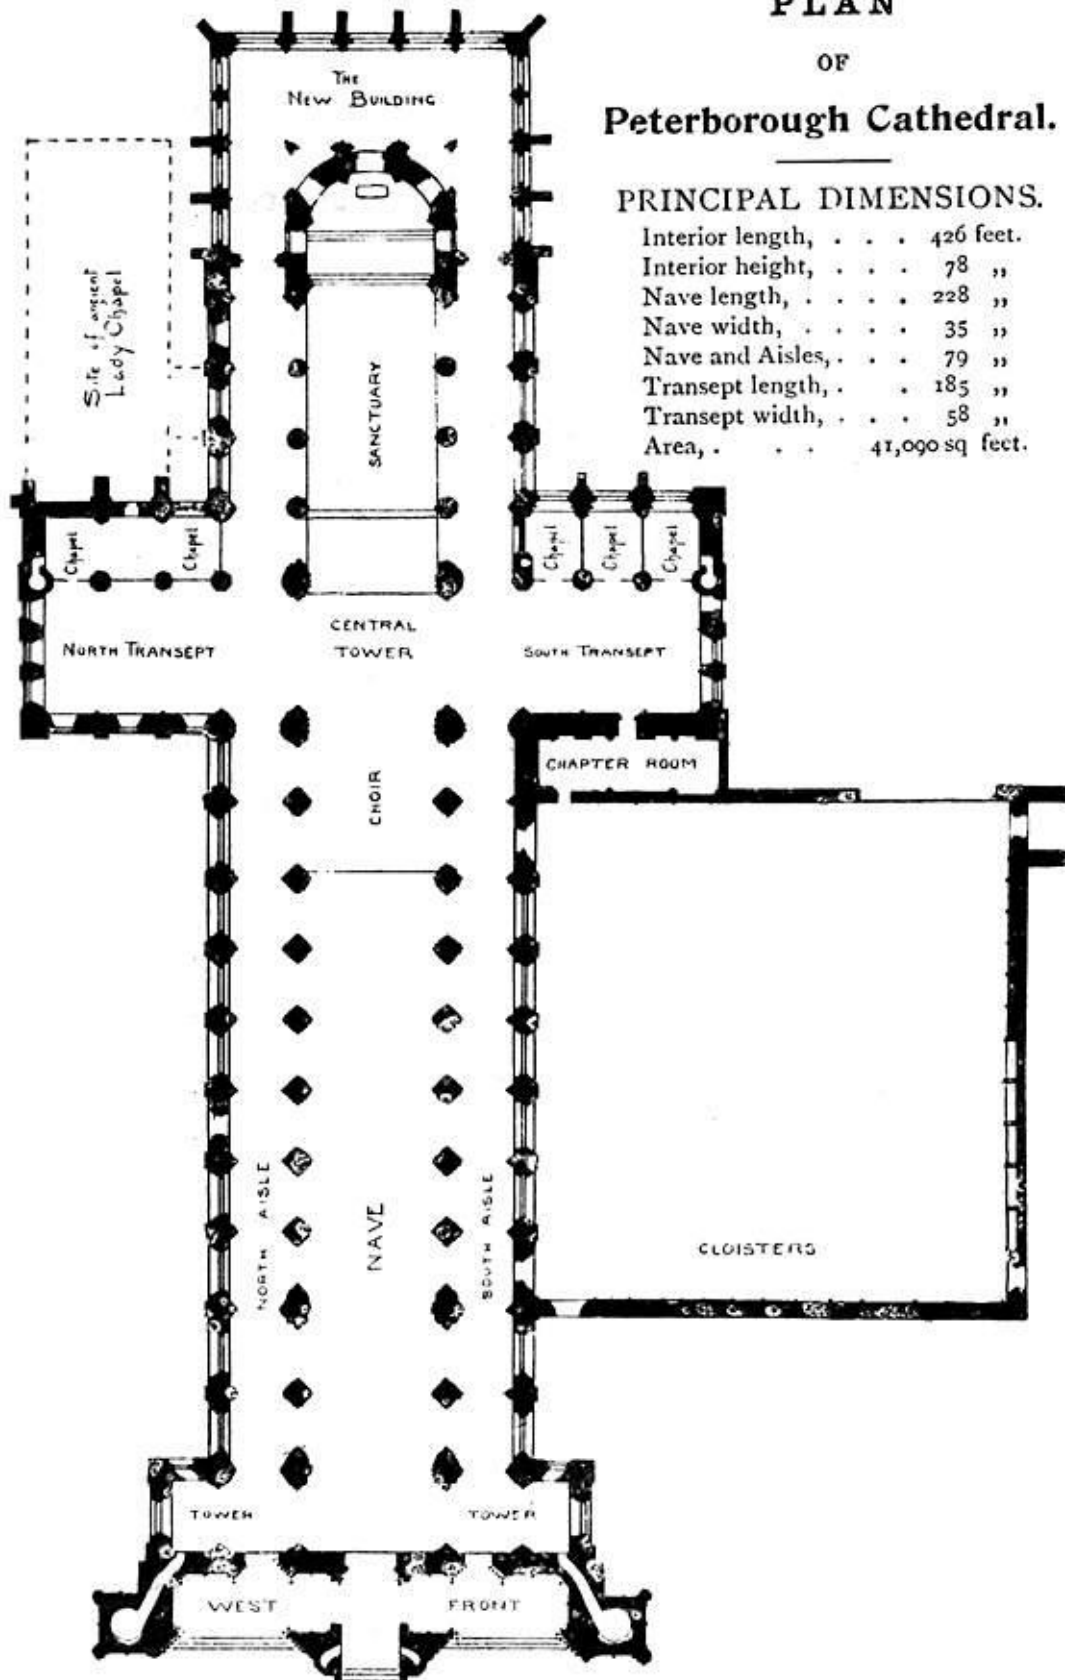 PLAN
OF
Peterborough Cathedral.
PRINCIPAL DIMENSIONS.
Interior length, . . . 426 feet.
Interior height, . . . 78 „
Nave length, . . . . 228 „
Nave width, . . . . 35 „
Nave and Aisles, . . . 79 „
Transept length, . . 185 „
Transept width, . . . 58 „
Area, . . . 41,090 sq feet.
THE
NEW BUILDING
Site of ancient
Lady Chapel
SANCTUARY
Chapel
Chapel
Chapel
Chapel
Chapel
NORTH TRANSEPT
CENTRAL
TOWER
SOUTH TRANSEPT
CHOIR
CHAPTER ROOM
NORTH AISLE
NAVE
SOUTH AISLE
CLOISTERS
TOWER
TOWER
WEST
FRONT